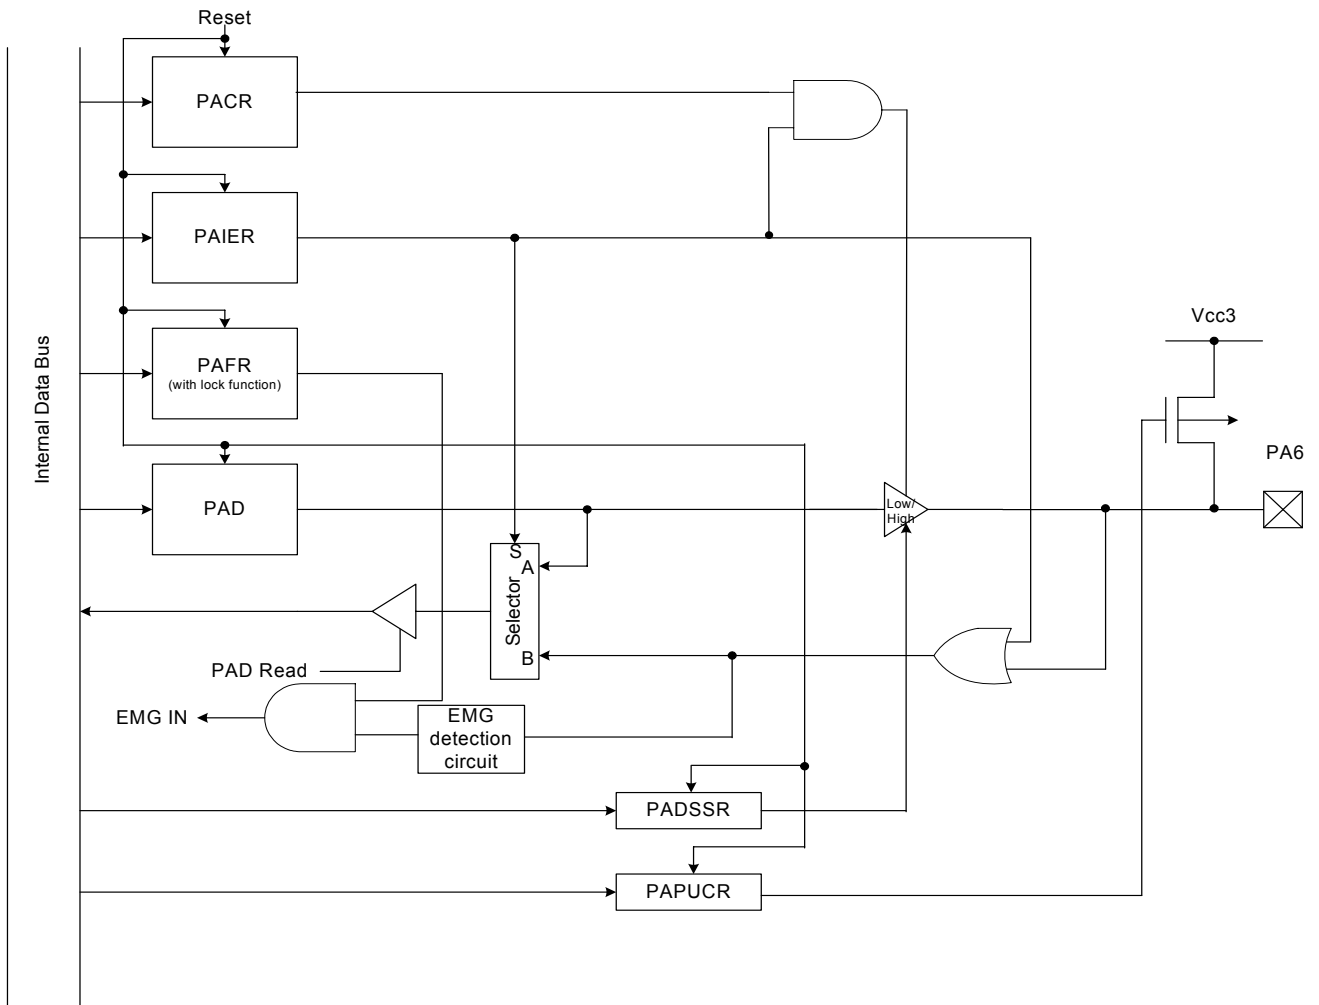 Reset
PACR
PAIER
PAFR
(with lock function)
Internal Data Bus
Vcc3
PA6
PAD
Low/
High
S
A
Selector
B
PAD Read
EMG IN
EMG
detection
circuit
PADSSR
PAPUCR